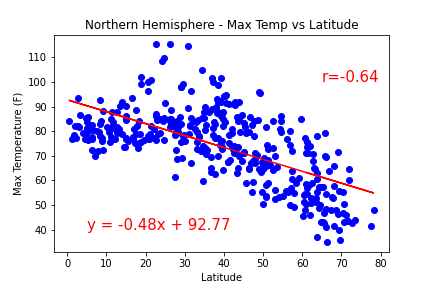 Northern Hemisphere - Max Temp vs Latitude
r=-0.64
y = -0.48x + 92.77
Max Temperature (F)
110
100
90
80
70
60
50
40
0 10 20 30 40 50 60 70 80
Latitude